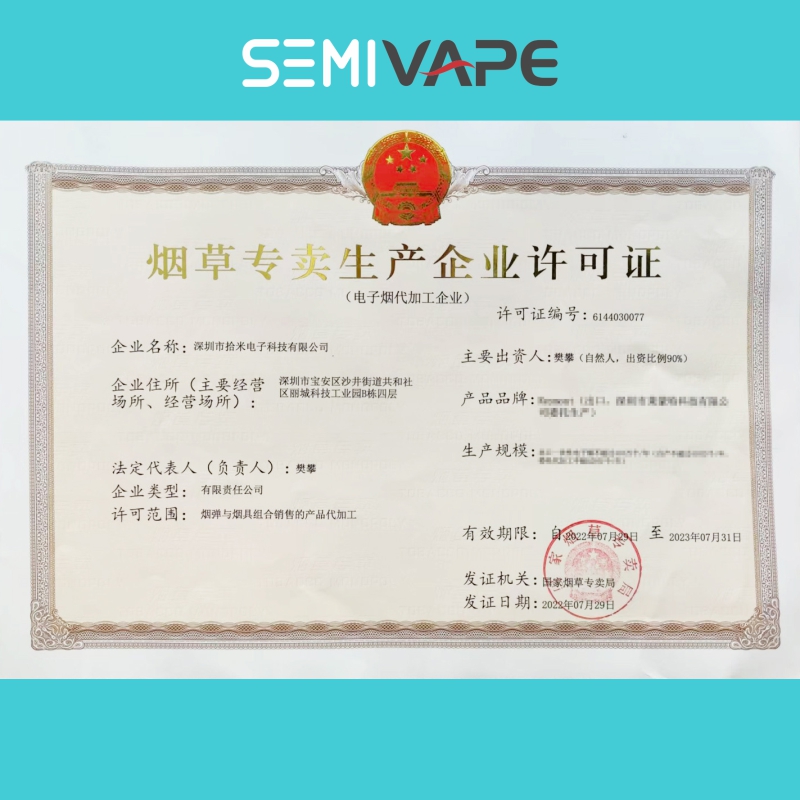 SEMIVAPE
烟草专卖生产企业许可证
（电子烟代加工企业）
许可证编号：6144030077
企业名称：深圳市拾米电子科技有限公司
企业住所（主要经营场所、经营场所）：深圳市宝安区沙井街道共和社
区丽城科技工业园B栋四层
法定代表人（负责人）：樊攀
企业类型：有限责任公司
许可范围：烟弹与烟具组合销售的产品代加工
主要出资人：樊攀（自然人，出资比例90%）
产品品牌：
生产规模：
有效期限：自2022年07月29日 至 2023年07月31日
发证机关：国家烟草专卖局
发证日期：2022年07月29日
国家烟草专卖局